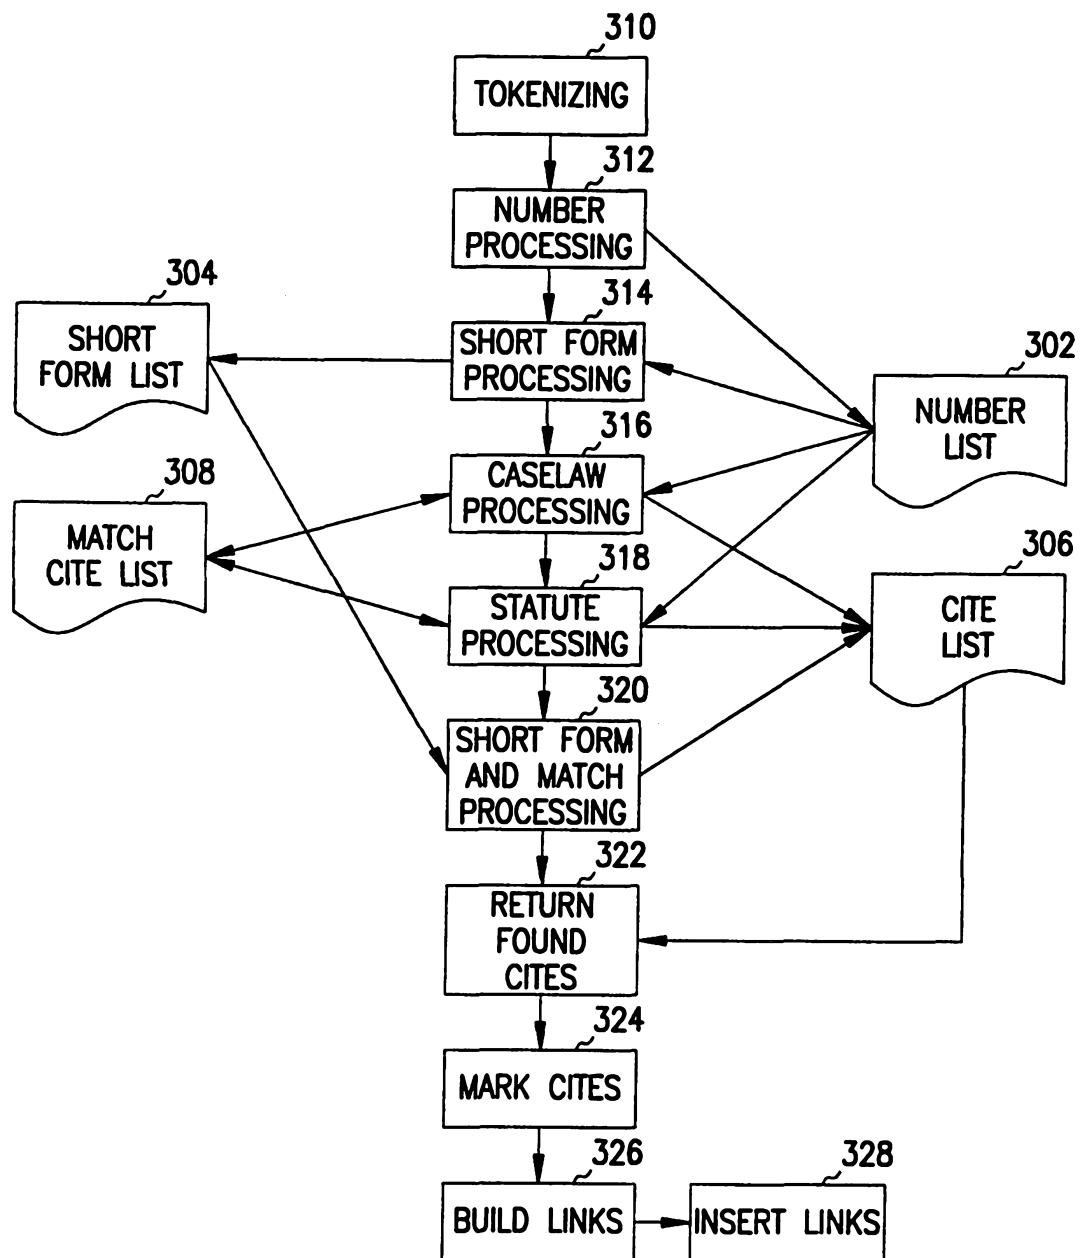 310
TOKENIZING
312
NUMBER
PROCESSING
304
SHORT
FORM LIST
314
SHORT FORM
PROCESSING
302
NUMBER
LIST
308
MATCH
CITE LIST
316
CASELAW
PROCESSING
306
CITE
LIST
318
STATUTE
PROCESSING
320
SHORT FORM
AND MATCH
PROCESSING
322
RETURN
FOUND
CITES
324
MARK CITES
326
BUILD LINKS
328
INSERT LINKS